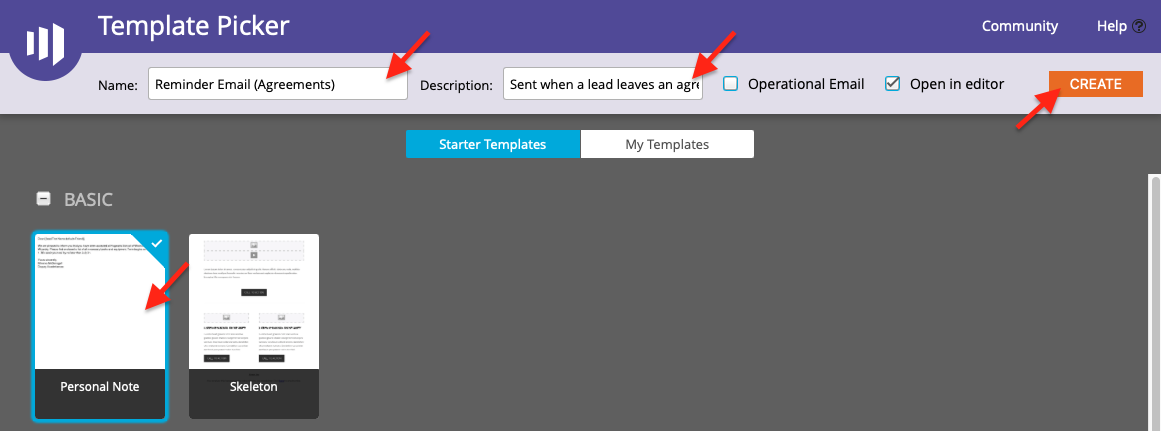 Template Picker
Community
Help ?
Name:
Reminder Email (Agreements)
Description:
Sent when a lead leaves an agre
Operational Email
Open in editor
CREATE
Starter Templates
My Templates
BASIC
Personal Note
Skeleton